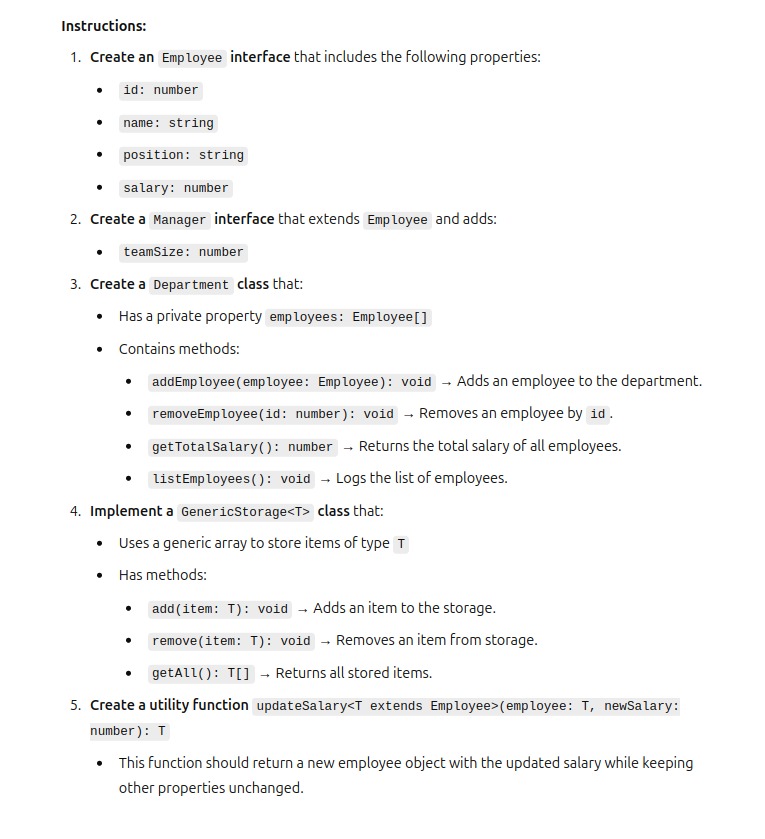 Instructions:
1. Create an Employee interface that includes the following properties:
• id: number
• name: string
• position: string
• salary: number
2. Create a Manager interface that extends Employee and adds:
• teamSize: number
3. Create a Department class that:
• Has a private property employees: Employee[]
• Contains methods:
• addEmployee(employee: Employee): void → Adds an employee to the department.
• removeEmployee(id: number): void → Removes an employee by id.
• getTotalSalary(): number → Returns the total salary of all employees.
• listEmployees(): void → Logs the list of employees.
4. Implement a GenericStorage<T> class that:
• Uses a generic array to store items of type T
• Has methods:
• add(item: T): void → Adds an item to the storage.
• remove(item: T): void → Removes an item from storage.
• getAll(): T[] → Returns all stored items.
5. Create a utility function updateSalary<T extends Employee>(employee: T, newSalary:
number): T
• This function should return a new employee object with the updated salary while keeping
other properties unchanged.